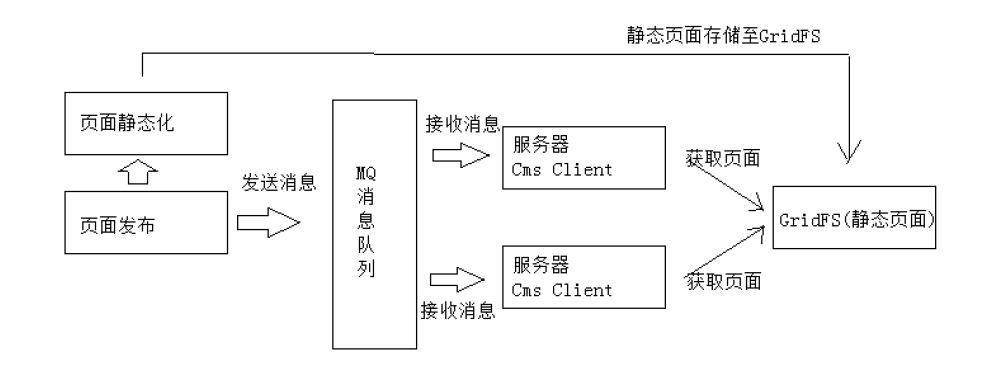 静态页面存储至GridFS
页面静态化
接收消息
服务器
Cms Client
获取页面
MQ
消
息
队
列
发送消息
页面发布
GridFS(静态页面)
服务器
Cms Client
获取页面
接收消息